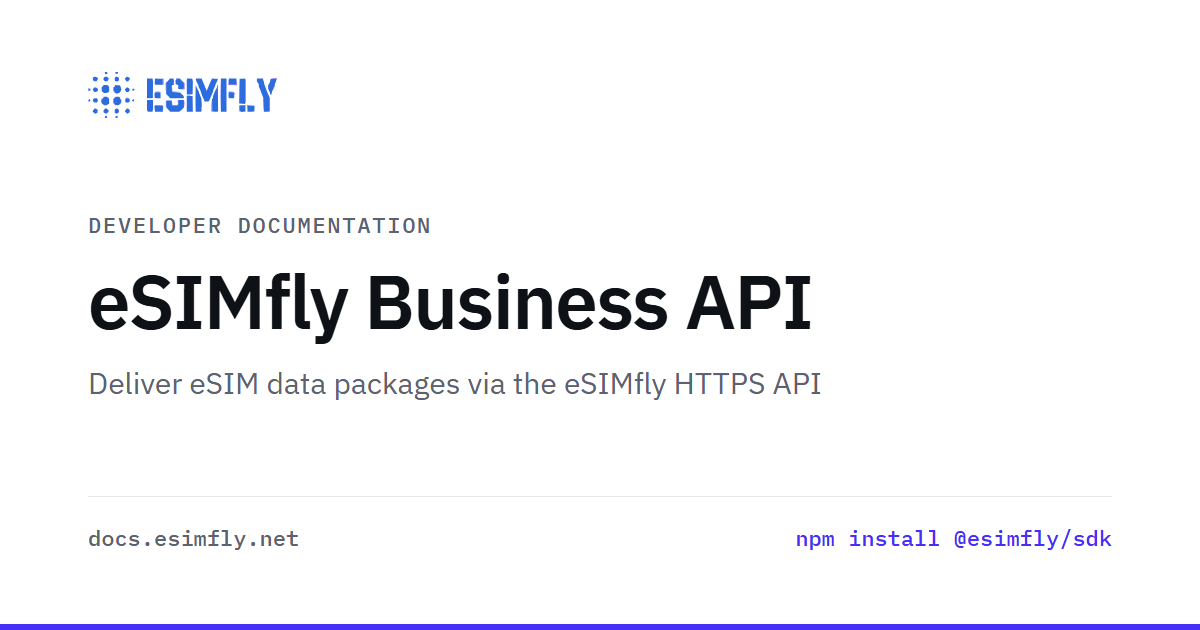 ESIMFLY
DEVELOPER DOCUMENTATION
eSIMfly Business API
Deliver eSIM data packages via the eSIMfly HTTPS API
docs.esimfly.net
npm install @esimfly/sdk